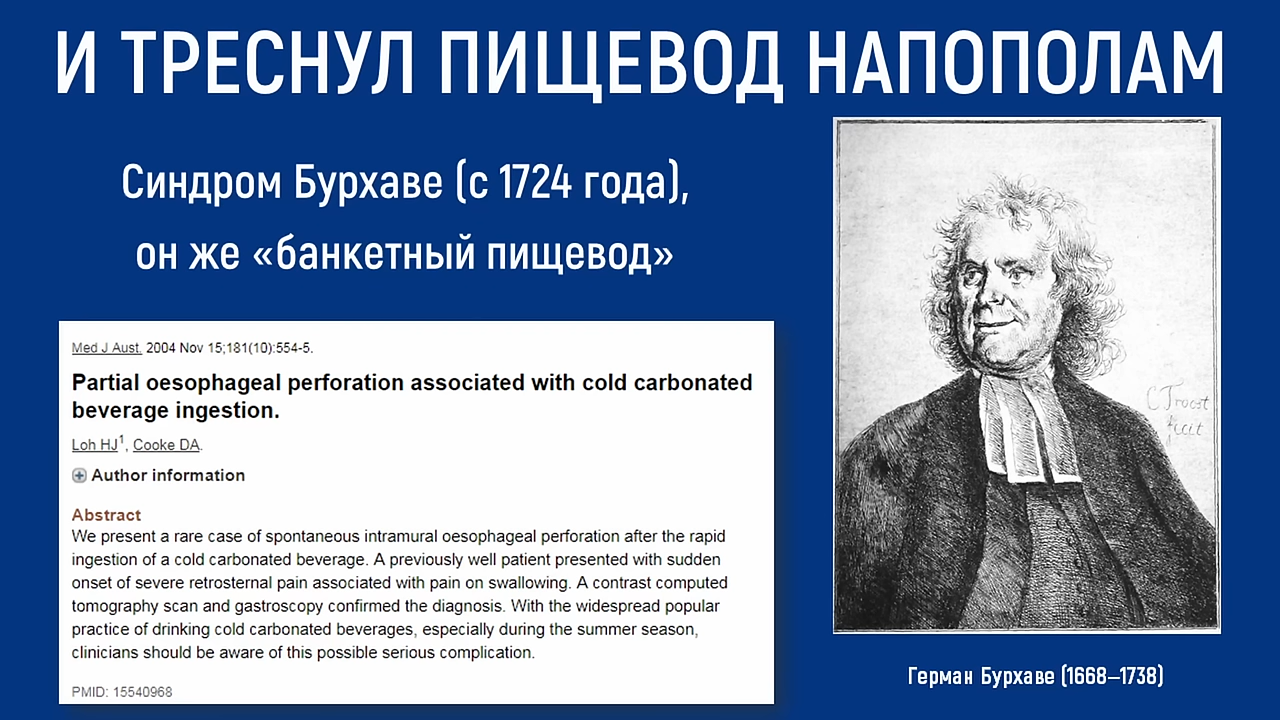 И ТРЕСНУЛ ПИЩЕВОД НАПОПОЛАМ
Синдром Бурхаве (с 1724 года),
он же «банкетный пищевод»
Med J Aust. 2004 Nov 15;181(10):554-5.
Partial oesophageal perforation associated with cold carbonated
beverage ingestion.
Loh HJ1, Cooke DA.
Author information
Abstract
We present a rare case of spontaneous intramural oesophageal perforation after the rapid
ingestion of a cold carbonated beverage. A previously well patient presented with sudden
onset of severe retrosternal pain associated with pain on swallowing. A contrast computed
tomography scan and gastroscopy confirmed the diagnosis. With the widespread popular
practice of drinking cold carbonated beverages, especially during the summer season,
clinicians should be aware of this possible serious complication.
PMID: 15540968
C Troost
Герман Бурхаве (1668–1738)